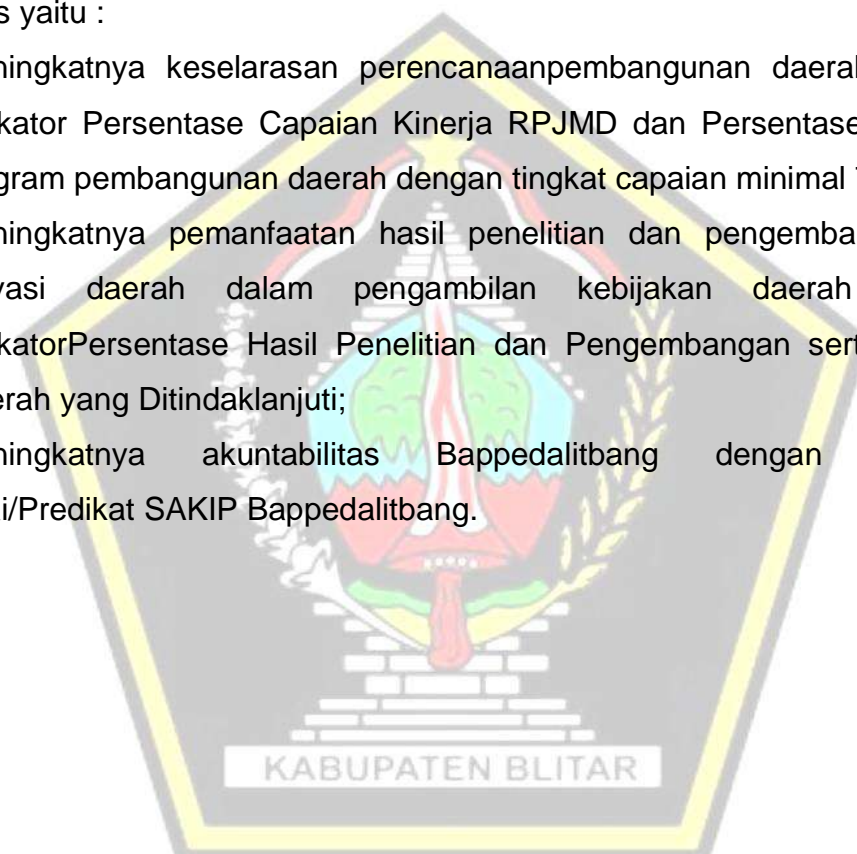 s yaitu :
ningkatnya keselarasan perencanaanpembangunan daerah
kator Persentase Capaian Kinerja RPJMD dan Persentase
gram pembangunan daerah dengan tingkat capaian minimal
ningkatnya pemanfaatan hasil penelitian dan pengemba
vasi daerah dalam pengambilan kebijakan daerah
katorPersentase Hasil Penelitian dan Pengembangan sert
erah yang Ditindaklanjuti;
ningkatnya akuntabilitas Bappedalitbang dengan
i/Predikat SAKIP Bappedalitbang.
KABUPATEN BLITAR